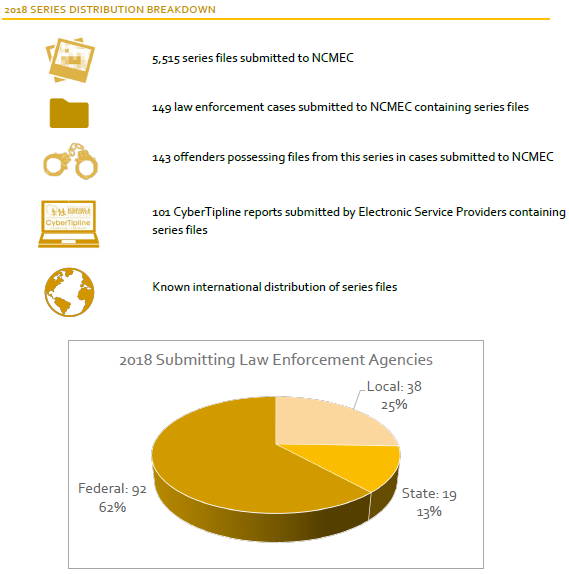 2018 SERIES DISTRIBUTION BREAKDOWN
5,515 series files submitted to NCMEC
149 law enforcement cases submitted to NCMEC containing series files
143 offenders possessing files from this series in cases submitted to NCMEC
CyberTipline
101 CyberTipline reports submitted by Electronic Service Providers containing
series files
Known international distribution of series files
2018 Submitting Law Enforcement Agencies
Local: 38
25%
Federal: 92
62%
State: 19
13%